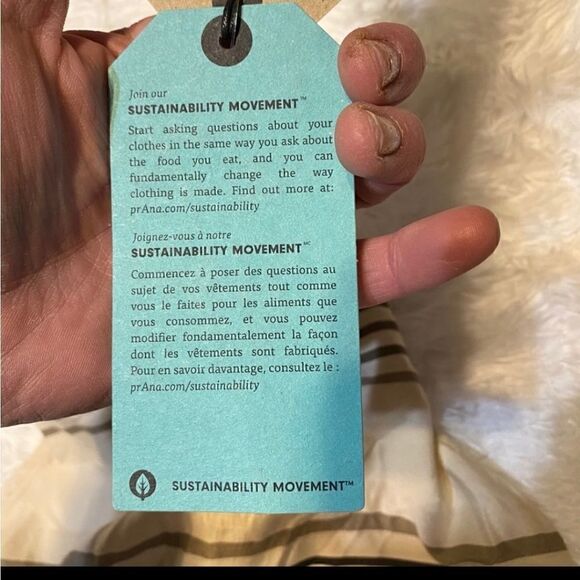 Join our
SUSTAINABILITY MOVEMENT™
Start asking questions about your
clothes in the same way you ask about
the food you eat, and you can
fundamentally change the way
clothing is made. Find out more at:
prAna.com/sustainability
Joignez-vous à notre
SUSTAINABILITY MOVEMENT MC
Commencez à poser des questions au
sujet de vos vêtements tout comme
vous le faites pour les aliments que
vous consommez, et vous pouvez
modifier fondamentalement la façon
dont les vêtements sont fabriqués.
Pour en savoir davantage, consultez le :
prAna.com/sustainability
SUSTAINABILITY MOVEMENT™